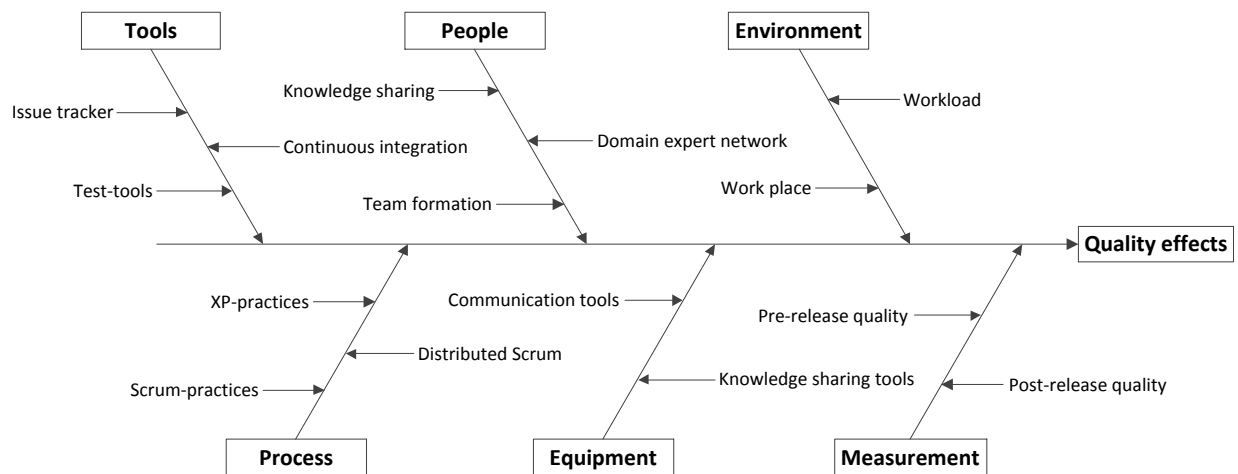 Tools
People
Environment
Knowledge sharing
Workload
Issue tracker
Domain expert network
Continuous integration
Test-tools
Work place
Team formation
Quality effects
XP-practices
Communication tools
Pre-release quality
Distributed Scrum
Knowledge sharing tools
Post-release quality
Scrum-practices
Process
Equipment
Measurement